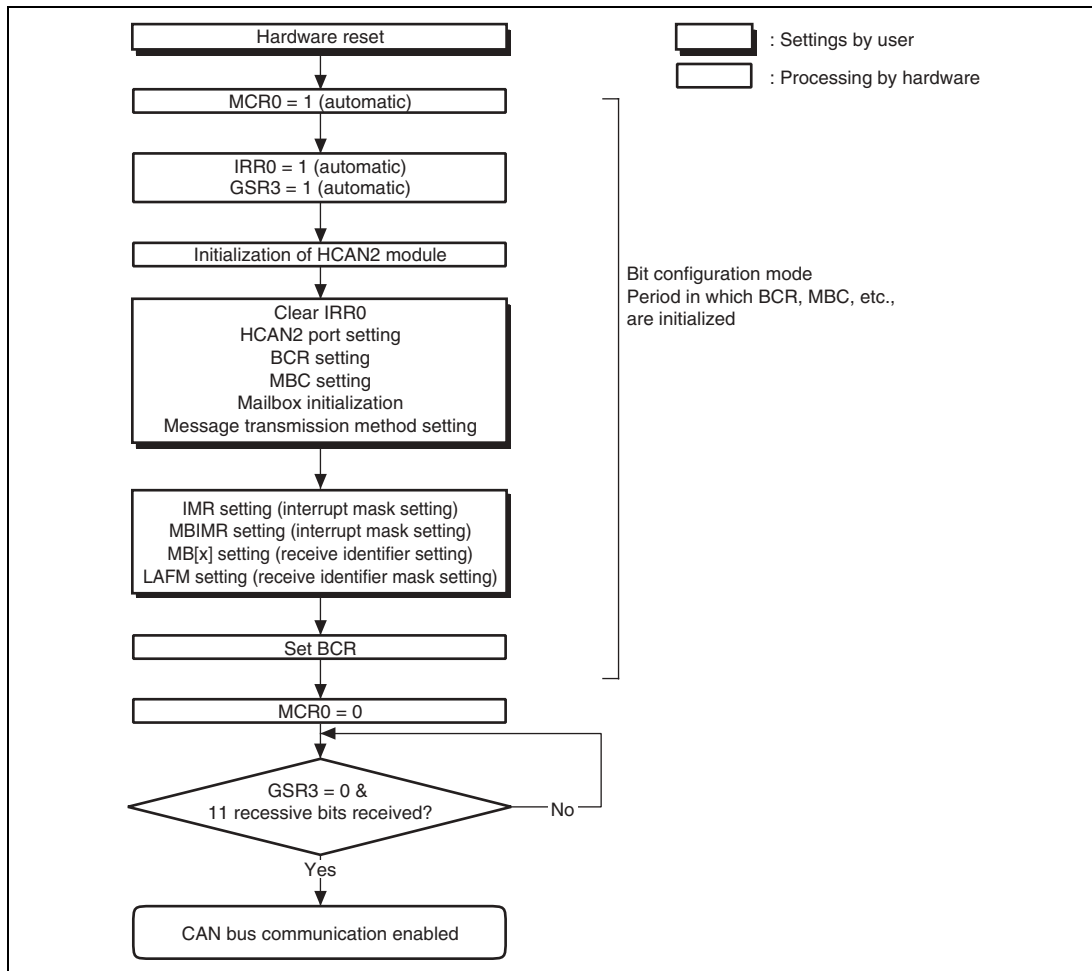 Hardware reset
: Settings by user
: Processing by hardware
MCR0 = 1 (automatic)
IRR0 = 1 (automatic)
GSR3 = 1 (automatic)
Initialization of HCAN2 module
Bit configuration mode
Period in which BCR, MBC, etc.,
are initialized
Clear IRR0
HCAN2 port setting
BCR setting
MBC setting
Mailbox initialization
Message transmission method setting
IMR setting (interrupt mask setting)
MBIMR setting (interrupt mask setting)
MB[x] setting (receive identifier setting)
LAFM setting (receive identifier mask setting)
Set BCR
MCR0 = 0
GSR3 = 0 &
11 recessive bits received?
No
Yes
CAN bus communication enabled